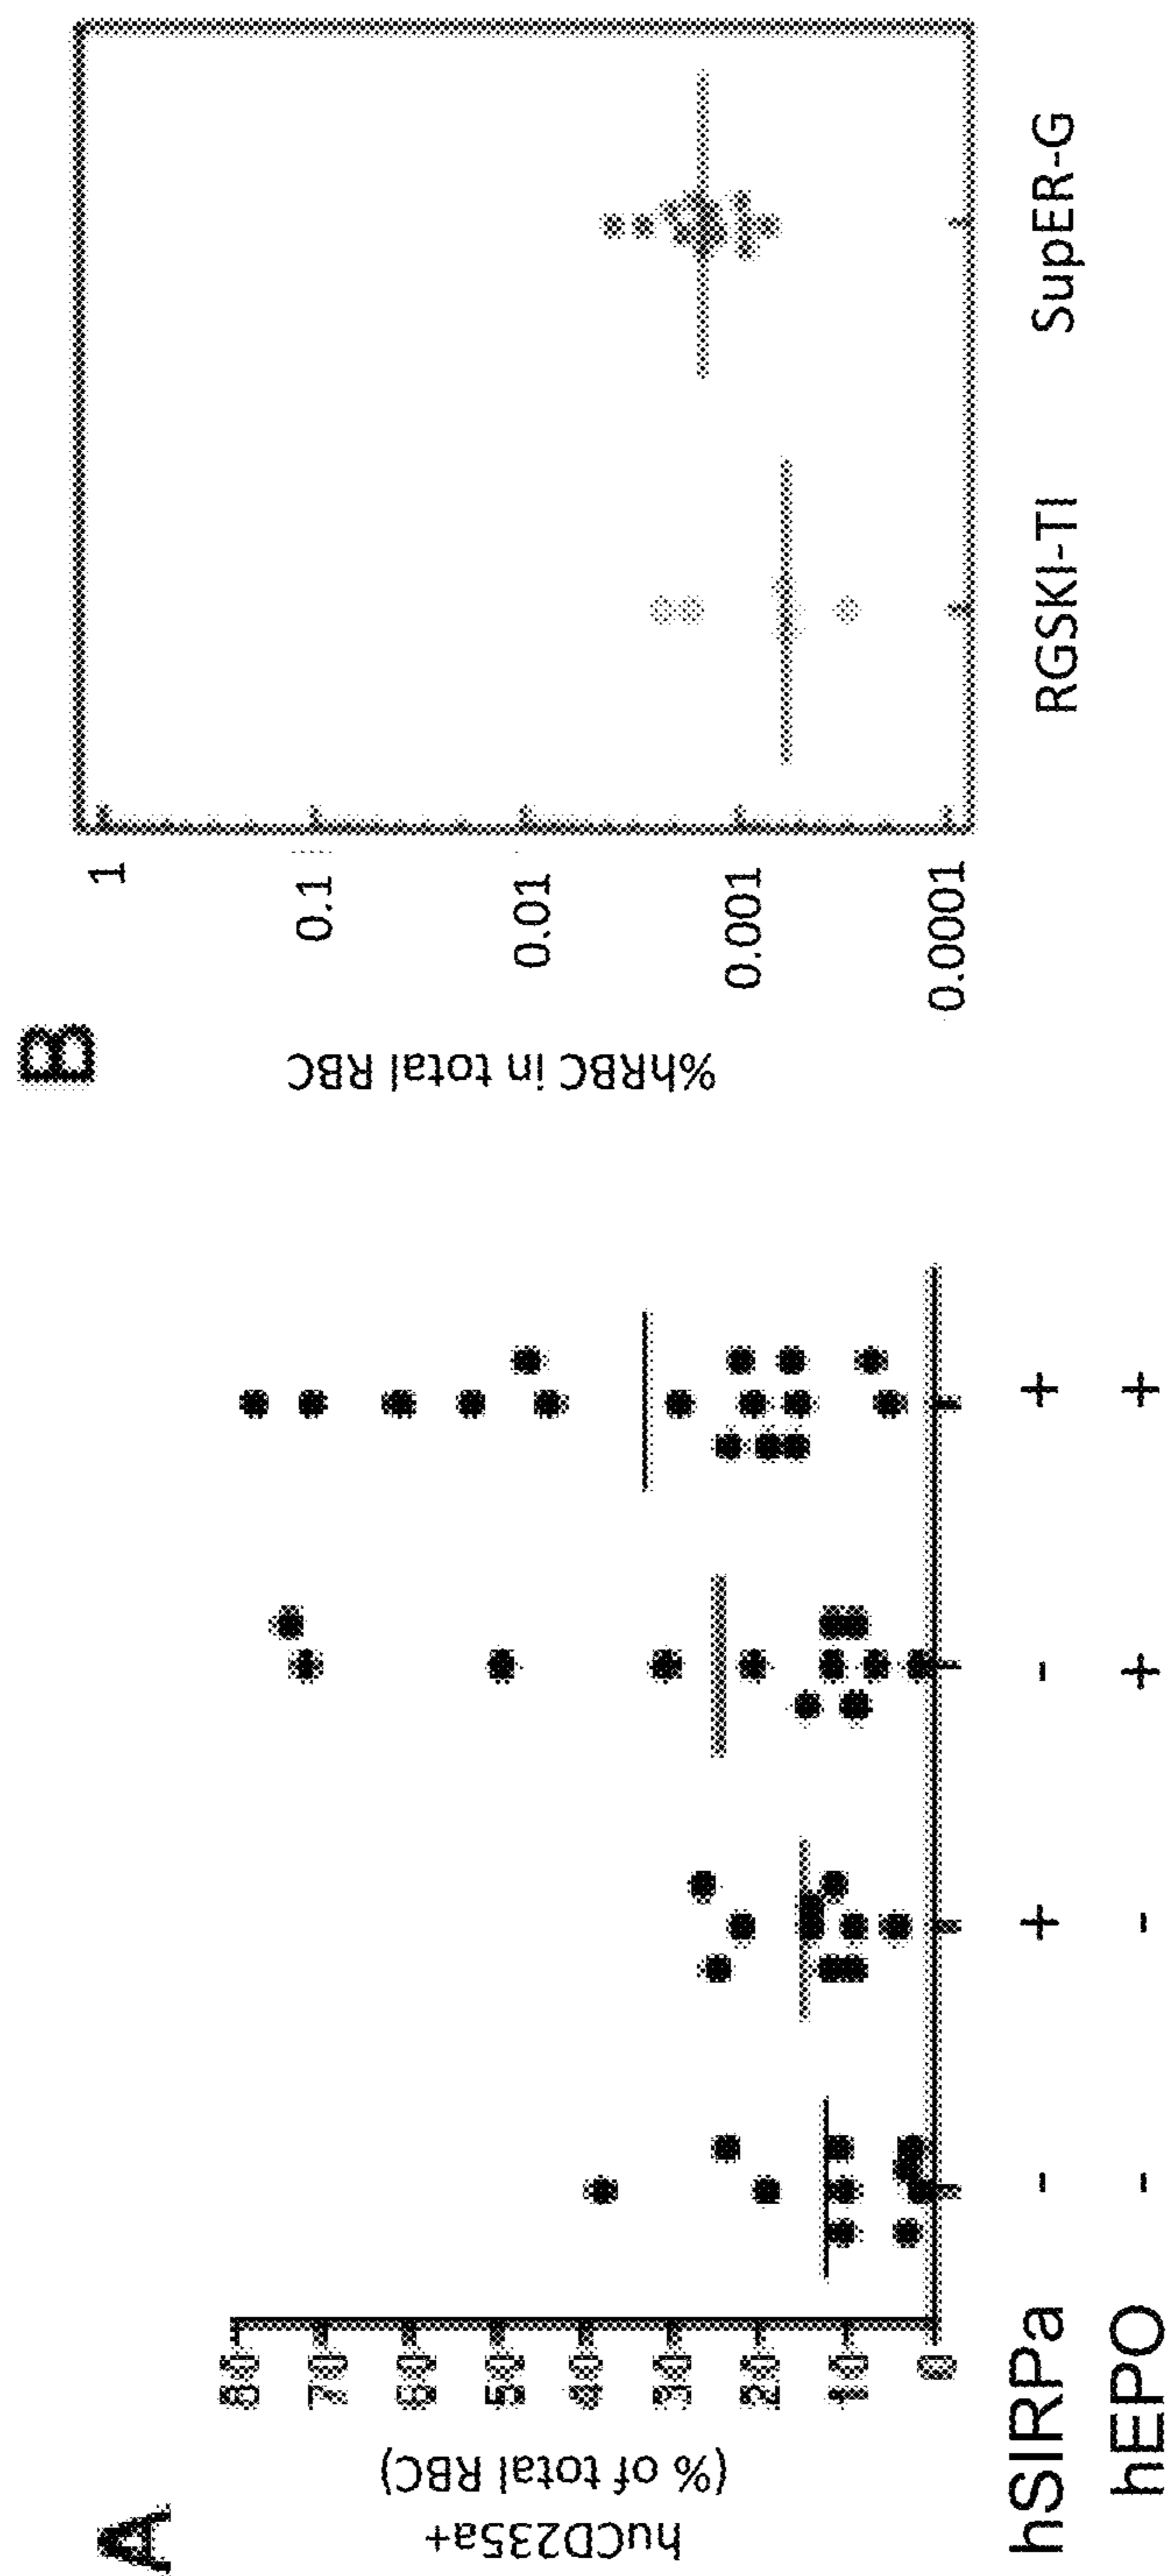 A
huCD235a+
(% of total RBC)
80
70
60
50
40
30
20
10
0
hSIRPa - + - +
hEPO - - + +
B
%hRBC in total RBC
1
0.1
0.01
0.001
0.0001
RGSKI-TI SupER-G